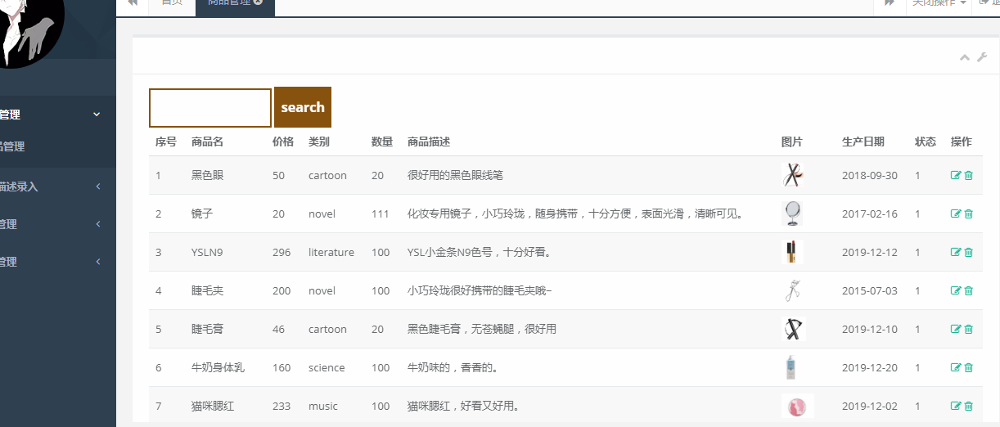 首页 商品管理 关闭操作
管理
品管理
描述录入
管理
管理
search
序号 商品名 价格 类别 数量 商品描述 图片 生产日期 状态 操作
1 黑色眼 50 cartoon 20 很好用的黑色眼线笔 2018-09-30 1
2 镜子 20 novel 111 化妆专用镜子，小巧玲珑，随身携带，十分方便，表面光滑，清晰可见。 2017-02-16 1
3 YSLN9 296 literature 100 YSL小金条N9色号，十分好看。 2019-12-12 1
4 睫毛夹 200 novel 100 小巧玲珑很好携带的睫毛夹哦~ 2015-07-03 1
5 睫毛膏 46 cartoon 20 黑色睫毛膏，无苍蝇腿，很好用 2019-12-10 1
6 牛奶身体乳 160 science 100 牛奶味的，香香的。 2019-12-20 1
7 猫咪腮红 233 music 100 猫咪腮红，好看又好用。 2019-12-02 1